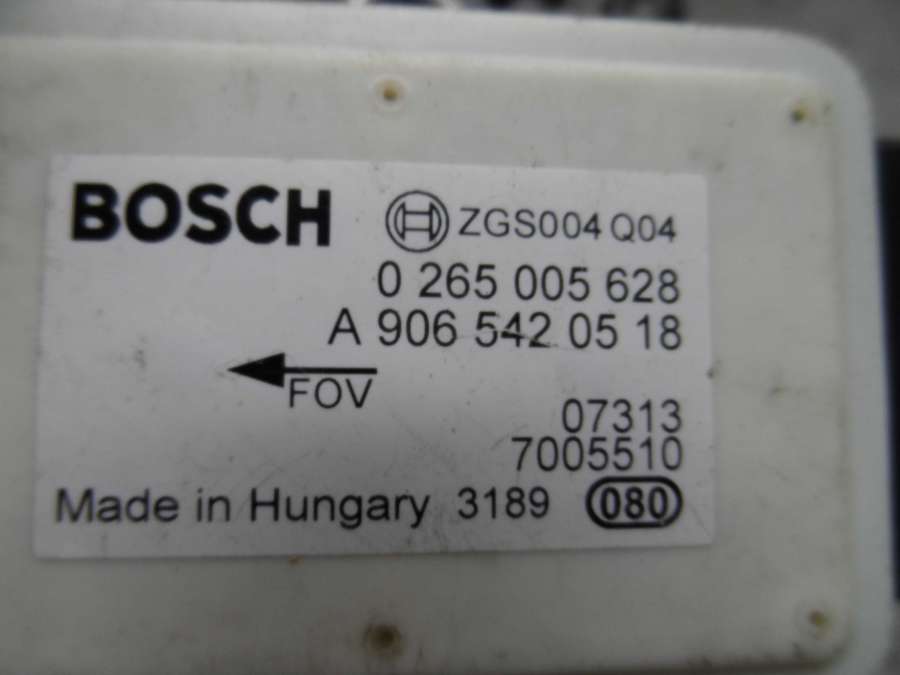 BOSCH ZGS004 Q04
0 265 005 628
A 906 542 05 18
FOV
07313
7005510
Made in Hungary 3189 080